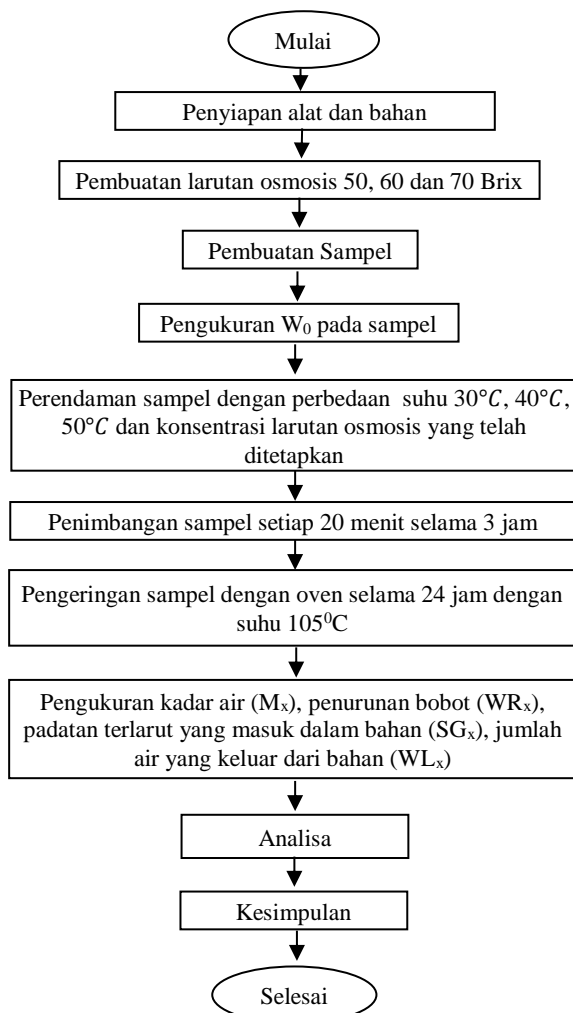 Mulai
Penyiapan alat dan bahan
Pembuatan larutan osmosis 50, 60 dan 70 Brix
Pembuatan Sampel
Pengukuran W₀ pada sampel
Perendaman sampel dengan perbedaan suhu 30°C, 40°C,
50°C dan konsentrasi larutan osmosis yang telah
ditetapkan
Penimbangan sampel setiap 20 menit selama 3 jam
Pengeringan sampel dengan oven selama 24 jam dengan
suhu 105⁰C
Pengukuran kadar air (Mₓ), penurunan bobot (WRₓ),
padatan terlarut yang masuk dalam bahan (SGₓ), jumlah
air yang keluar dari bahan (WLₓ)
Analisa
Kesimpulan
Selesai